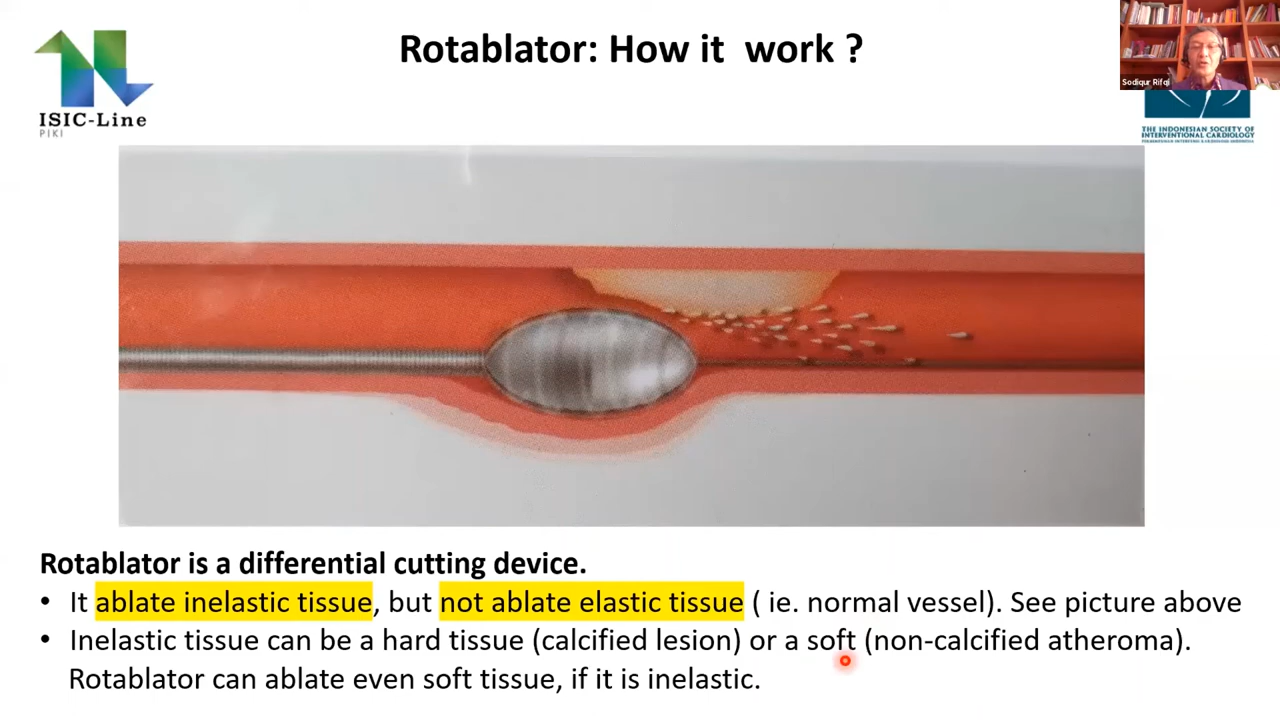 Rotablator: How it work ?
Sodiqur Rifqi
ISIC-Line
PIKI
THE INDONESIAN SOCIETY OF
INTERVENTIONAL CARDIOLOGY
Rotablator is a differential cutting device.
• It ablate inelastic tissue, but not ablate elastic tissue ( ie. normal vessel). See picture above
• Inelastic tissue can be a hard tissue (calcified lesion) or a soft (non-calcified atheroma).
Rotablator can ablate even soft tissue, if it is inelastic.